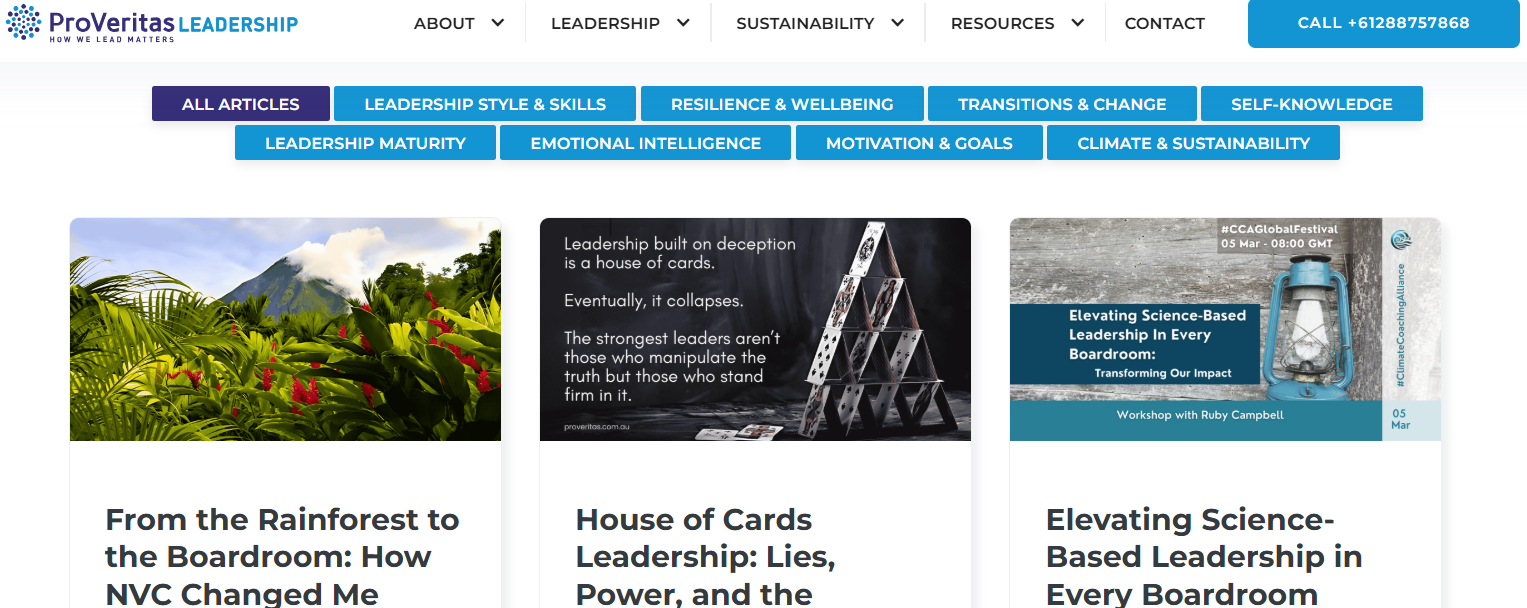 ProVeritas LEADERSHIP
HOW WE LEAD MATTERS
ABOUT
LEADERSHIP
SUSTAINABILITY
RESOURCES
CONTACT
CALL +61288757868
ALL ARTICLES
LEADERSHIP STYLE & SKILLS
RESILIENCE & WELLBEING
TRANSITIONS & CHANGE
SELF-KNOWLEDGE
LEADERSHIP MATURITY
EMOTIONAL INTELLIGENCE
MOTIVATION & GOALS
CLIMATE & SUSTAINABILITY
Leadership built on deception
is a house of cards.
Eventually, it collapses.
The strongest leaders aren't
those who manipulate the
truth but those who stand
firm in it.
proveritas.com.au
#CCAGlobalFestival
05 Mar - 08:00 GMT
Elevating Science-Based
Leadership In Every
Boardroom:
Transforming Our Impact
Workshop with Ruby Campbell
#ClimateCoachingAlliance
05
Mar
From the Rainforest to
the Boardroom: How
NVC Changed Me
House of Cards
Leadership: Lies,
Power, and the
Elevating Science-
Based Leadership in
Every Boardroom